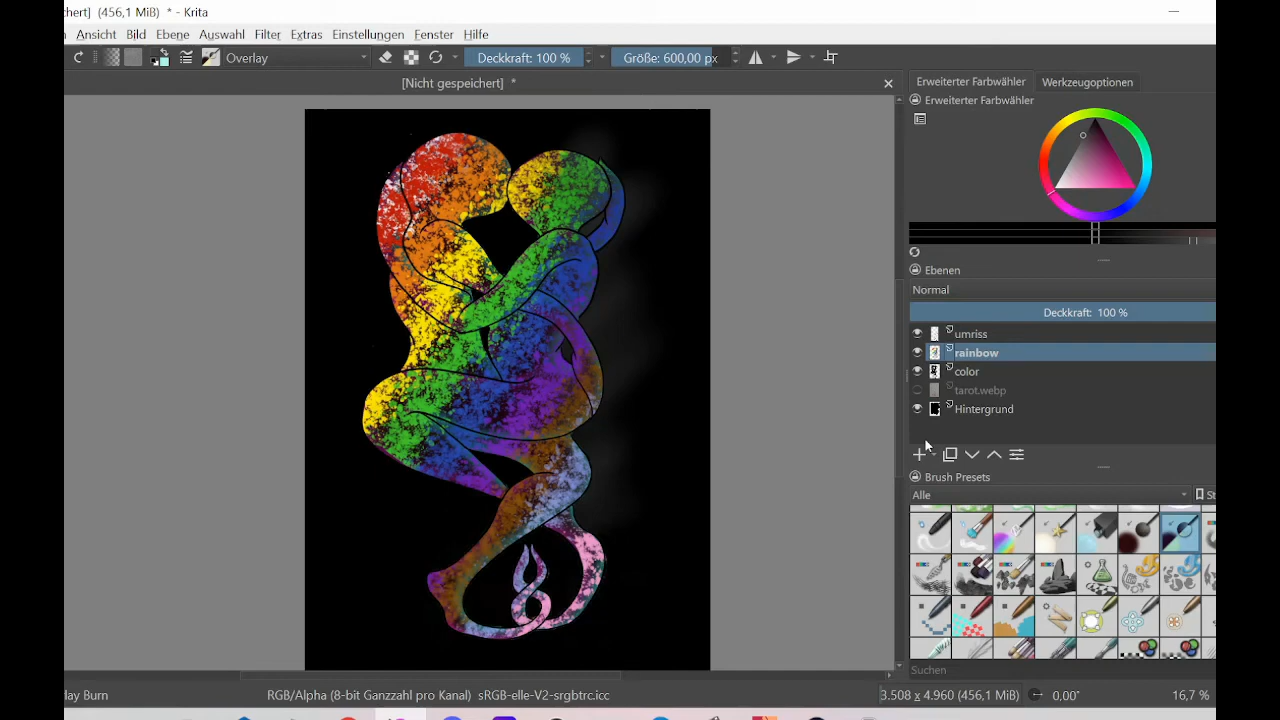 chert] (456,1 MiB) * - Krita
Ansicht Bild Ebene Auswahl Filter Extras Einstellungen Fenster Hilfe
Overlay Deckkraft: 100 % Größe: 600,00 px
[Nicht gespeichert] *
Erweiterter Farbwähler Werkzeugoptionen
Erweiterter Farbwähler
Ebenen
Normal
Deckkraft: 100 %
umriss
rainbow
color
tarot.webp
Hintergrund
Brush Presets
Alle St
Suchen
lay Burn RGB/Alpha (8-bit Ganzzahl pro Kanal) sRGB-elle-V2-srgbtrc.icc 3.508 x 4.960 (456,1 MiB) 0,00° 16,7 %